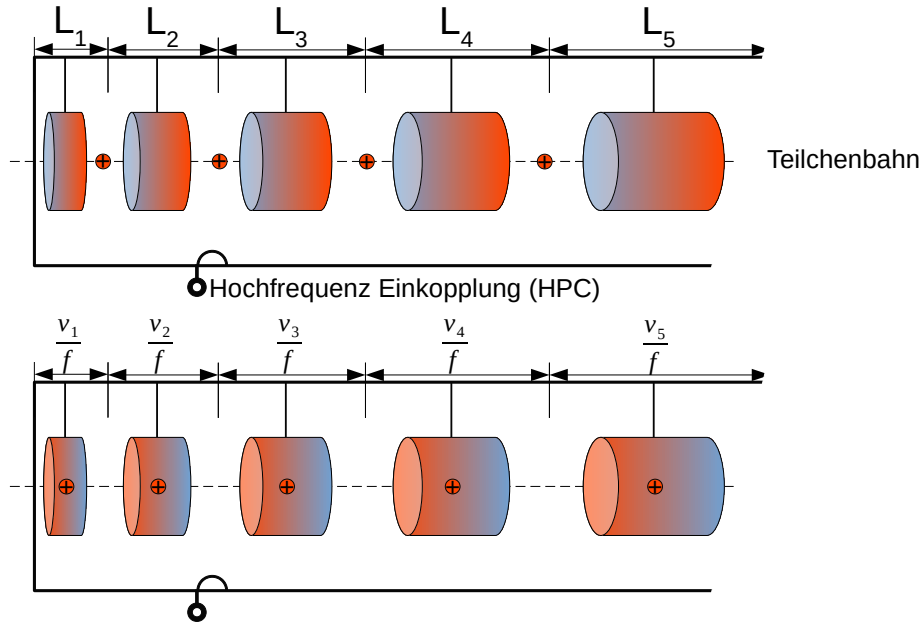 L₁ L₂ L₃ L₄ L₅
Teilchenbahn
Hochfrequenz Einkopplung (HPC)
v₁/f v₂/f v₃/f v₄/f v₅/f